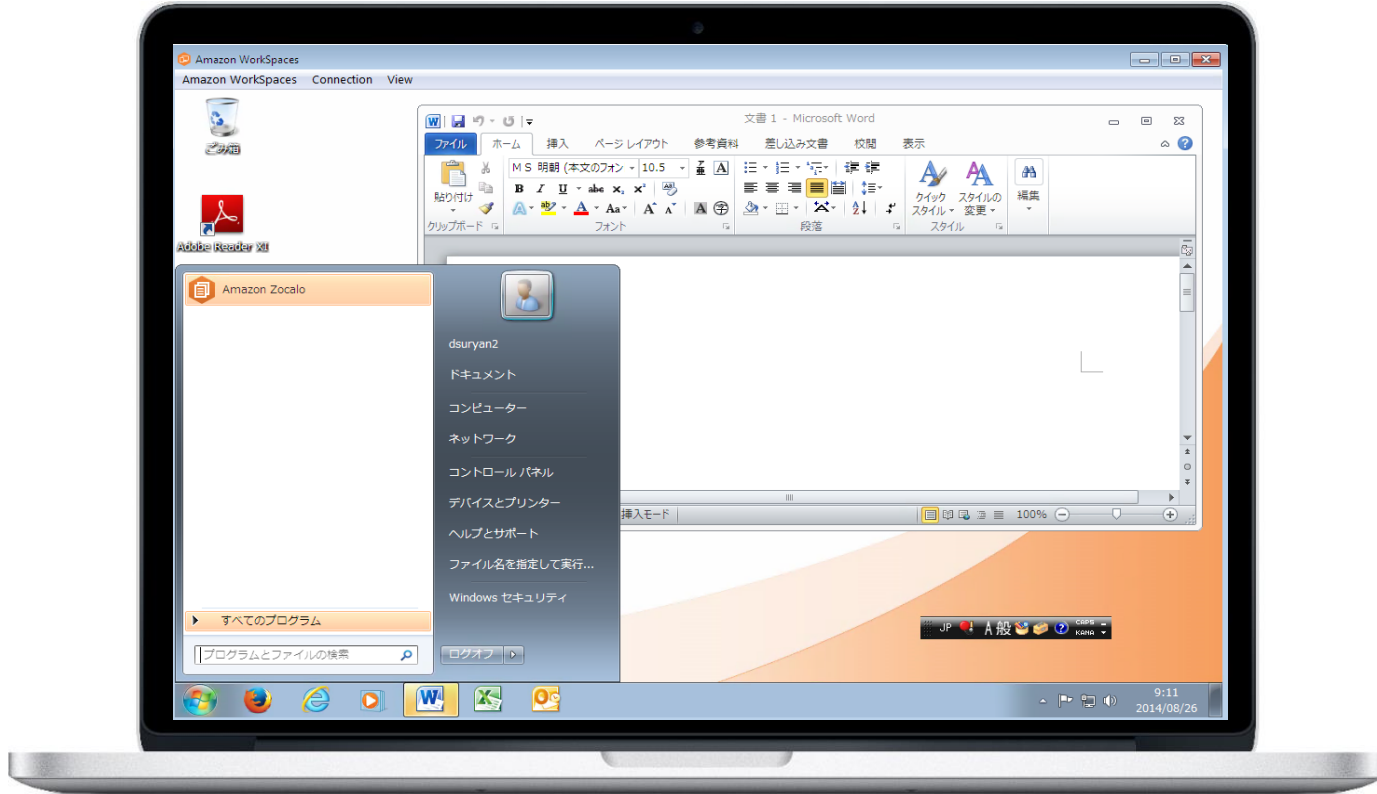 Amazon WorkSpaces
Amazon WorkSpaces Connection View
ごみ箱
Adobe Reader XI
文書 1 - Microsoft Word
ファイル ホーム 挿入 ページ レイアウト 参考資料 差し込み文書 校閲 表示
MS 明朝 (本文のフォン 10.5
貼り付け
B I U abc x₂ x²
Aa A A A 字
クイック スタイル
スタイルの 変更
編集
クリップボード フォント 段落 スタイル
Amazon Zocalo
dsuryan2
ドキュメント
コンピューター
ネットワーク
コントロール パネル
デバイスとプリンター
ヘルプとサポート
ファイル名を指定して実行...
Windows セキュリティ
すべてのプログラム
プログラムとファイルの検索
ログオフ
挿入モード 100%
JP A 般 CAPS KANA
9:11
2014/08/26